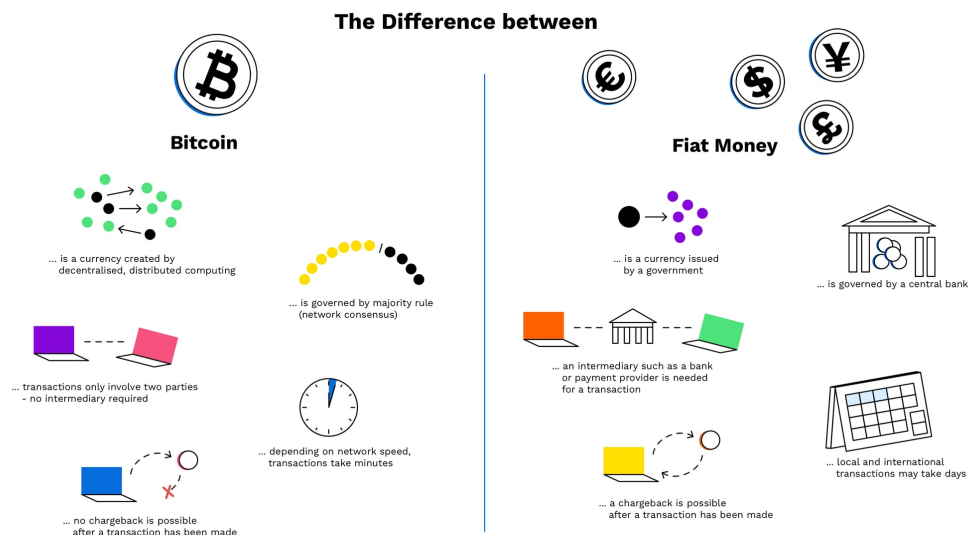 The Difference between
Bitcoin
... is a currency created by
decentralised, distributed computing
... is governed by majority rule
(network consensus)
... transactions only involve two parties
- no intermediary required
... depending on network speed,
transactions take minutes
... no chargeback is possible
after a transaction has been made
€
$
¥
£
Fiat Money
... is a currency issued
by a government
... is governed by a central bank
... an intermediary such as a bank
or payment provider is needed
for a transaction
... local and international
transactions may take days
... a chargeback is possible
after a transaction has been made